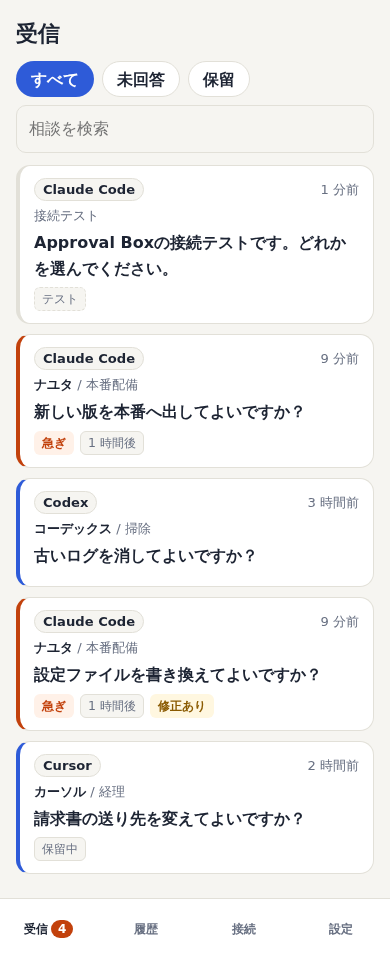 受信
すべて 未回答 保留
相談を検索
Claude Code 1 分前
接続テスト
Approval Boxの接続テストです。どれか
を選んでください。
テスト
Claude Code 9 分前
ナユタ / 本番配備
新しい版を本番へ出してよいですか？
急ぎ 1 時間後
Codex 3 時間前
コーデックス / 掃除
古いログを消してよいですか？
Claude Code 9 分前
ナユタ / 本番配備
設定ファイルを書き換えてよいですか？
急ぎ 1 時間後 修正あり
Cursor 2 時間前
カーソル / 経理
請求書の送り先を変えてよいですか？
保留中
受信 4 履歴 接続 設定